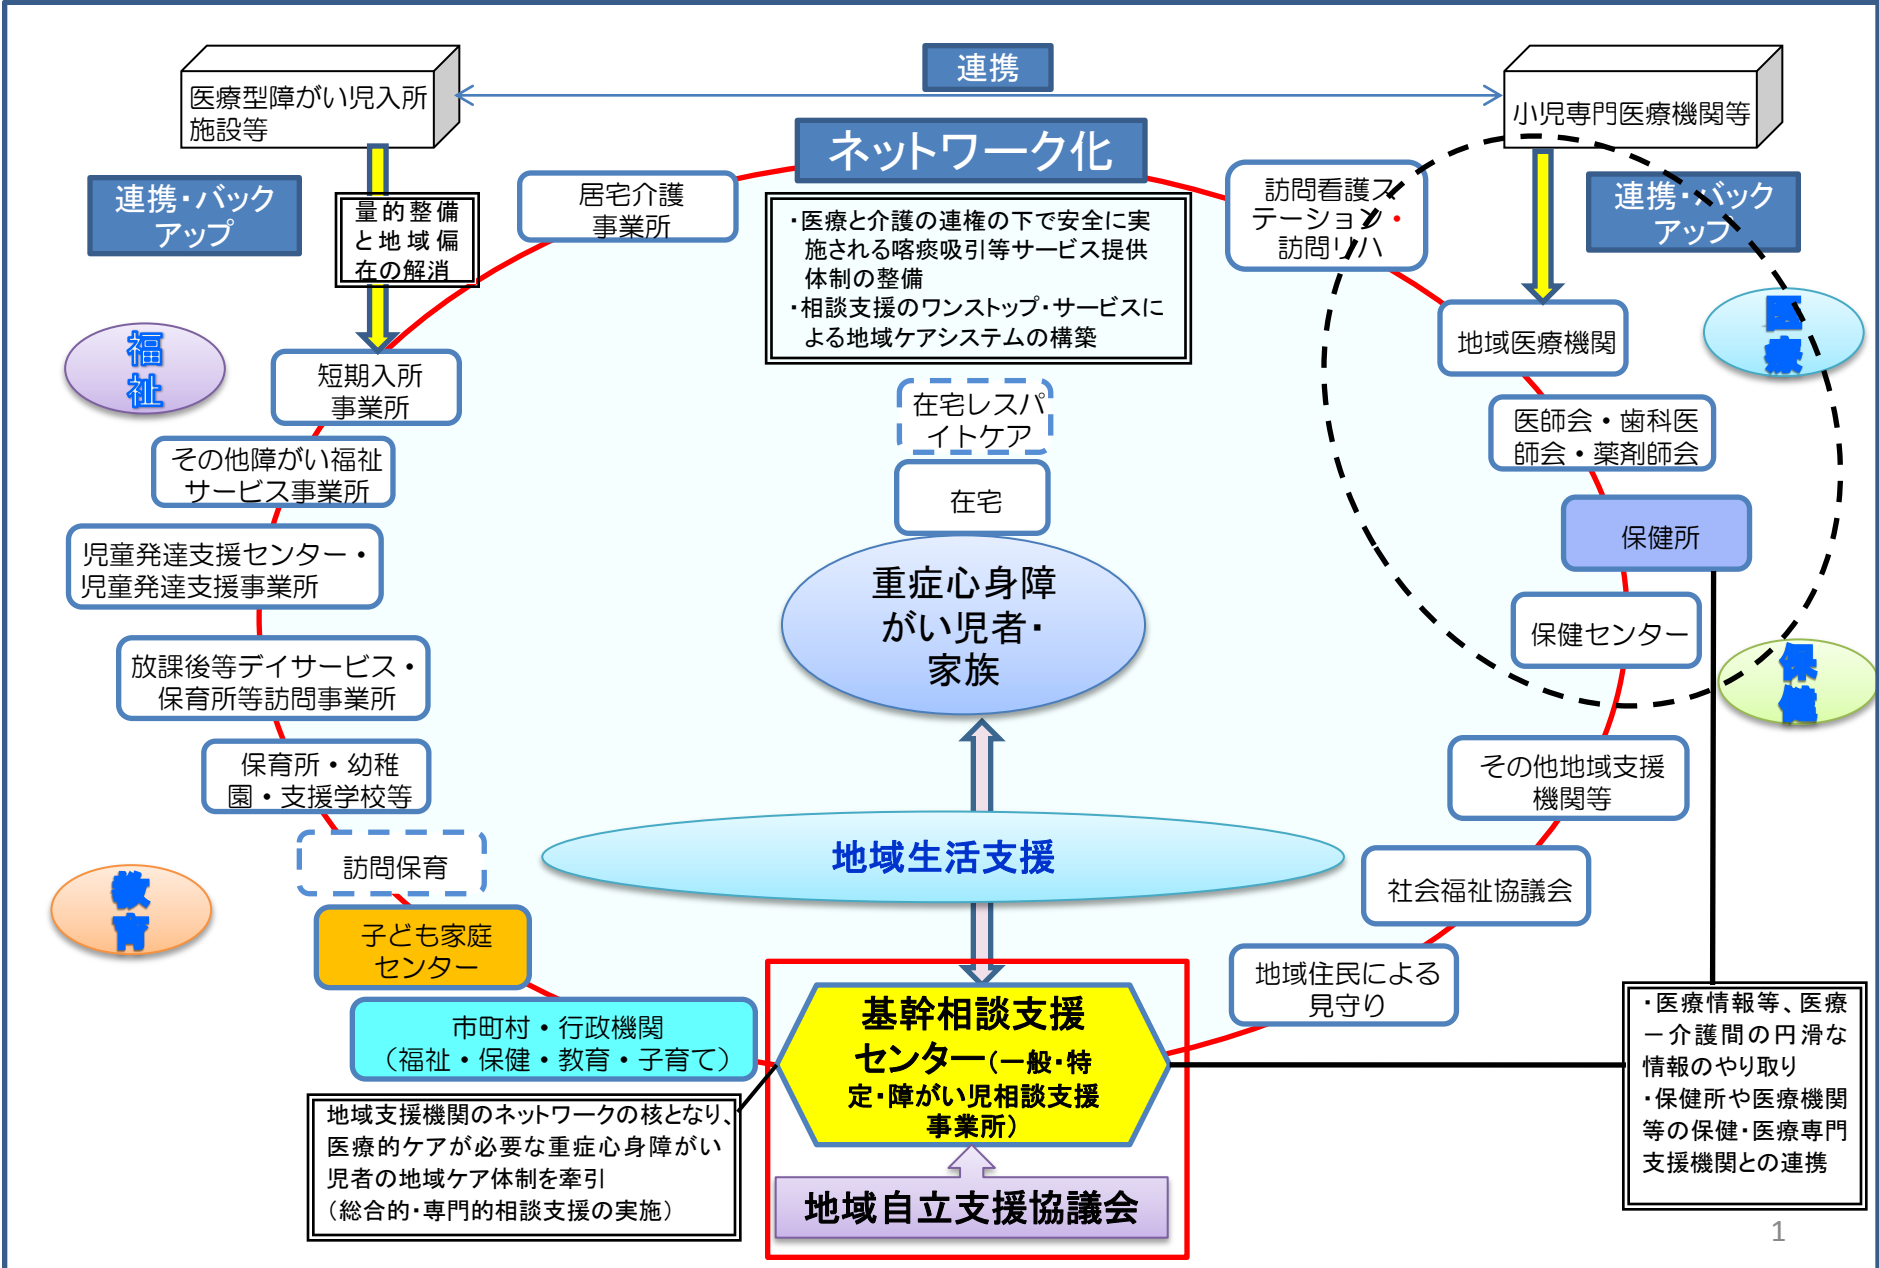 連携
医療型障がい児入所
施設等
小児専門医療機関等
ネットワーク化
連携・バック
アップ
量的整備
と地域偏
在の解消
居宅介護
事業所
・医療と介護の連権の下で安全に実
施される喀痰吸引等サービス提供
体制の整備
・相談支援のワンストップ・サービスに
よる地域ケアシステムの構築
訪問看護ス
テーション・
訪問リハ
連携・バック
アップ
福
祉
短期入所
事業所
地域医療機関
医
療
在宅レスパ
イトケア
医師会・歯科医
師会・薬剤師会
その他障がい福祉
サービス事業所
在宅
保健所
児童発達支援センター・
児童発達支援事業所
重症心身障
がい児者・
家族
保健センター
放課後等デイサービス・
保育所等訪問事業所
保
健
保育所・幼稚
園・支援学校等
その他地域支援
機関等
訪問保育
地域生活支援
社会福祉協議会
教
育
子ども家庭
センター
地域住民による
見守り
市町村・行政機関
（福祉・保健・教育・子育て）
基幹相談支援
センター（一般・特
定・障がい児相談支援
事業所）
・医療情報等、医療
ー介護間の円滑な
情報のやり取り
・保健所や医療機関
等の保健・医療専門
支援機関との連携
地域支援機関のネットワークの核となり、
医療的ケアが必要な重症心身障がい
児者の地域ケア体制を牽引
（総合的・専門的相談支援の実施）
地域自立支援協議会
1